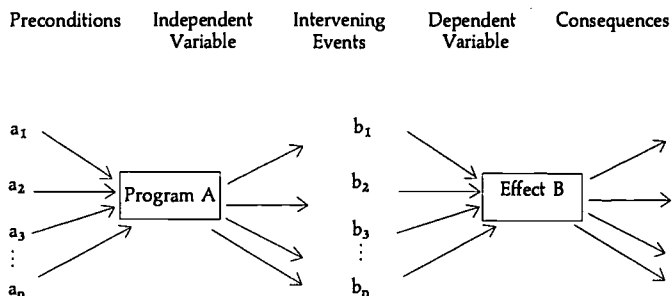 Preconditions Independent Intervening Dependent Consequences
Variable Events Variable
a1 b1
a2 Program A b2 Effect B
a3 b3
⋮ ⋮
an bn